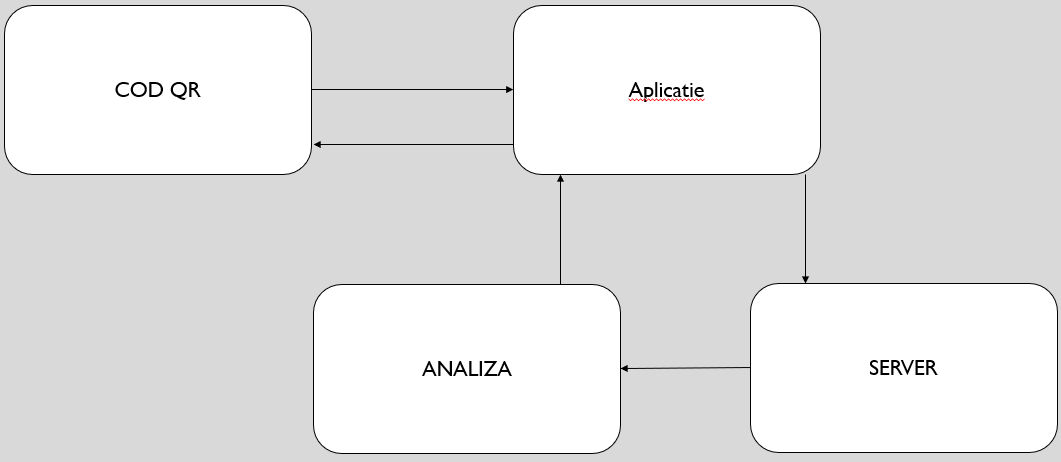 COD QR
Aplicatie
ANALIZA
SERVER